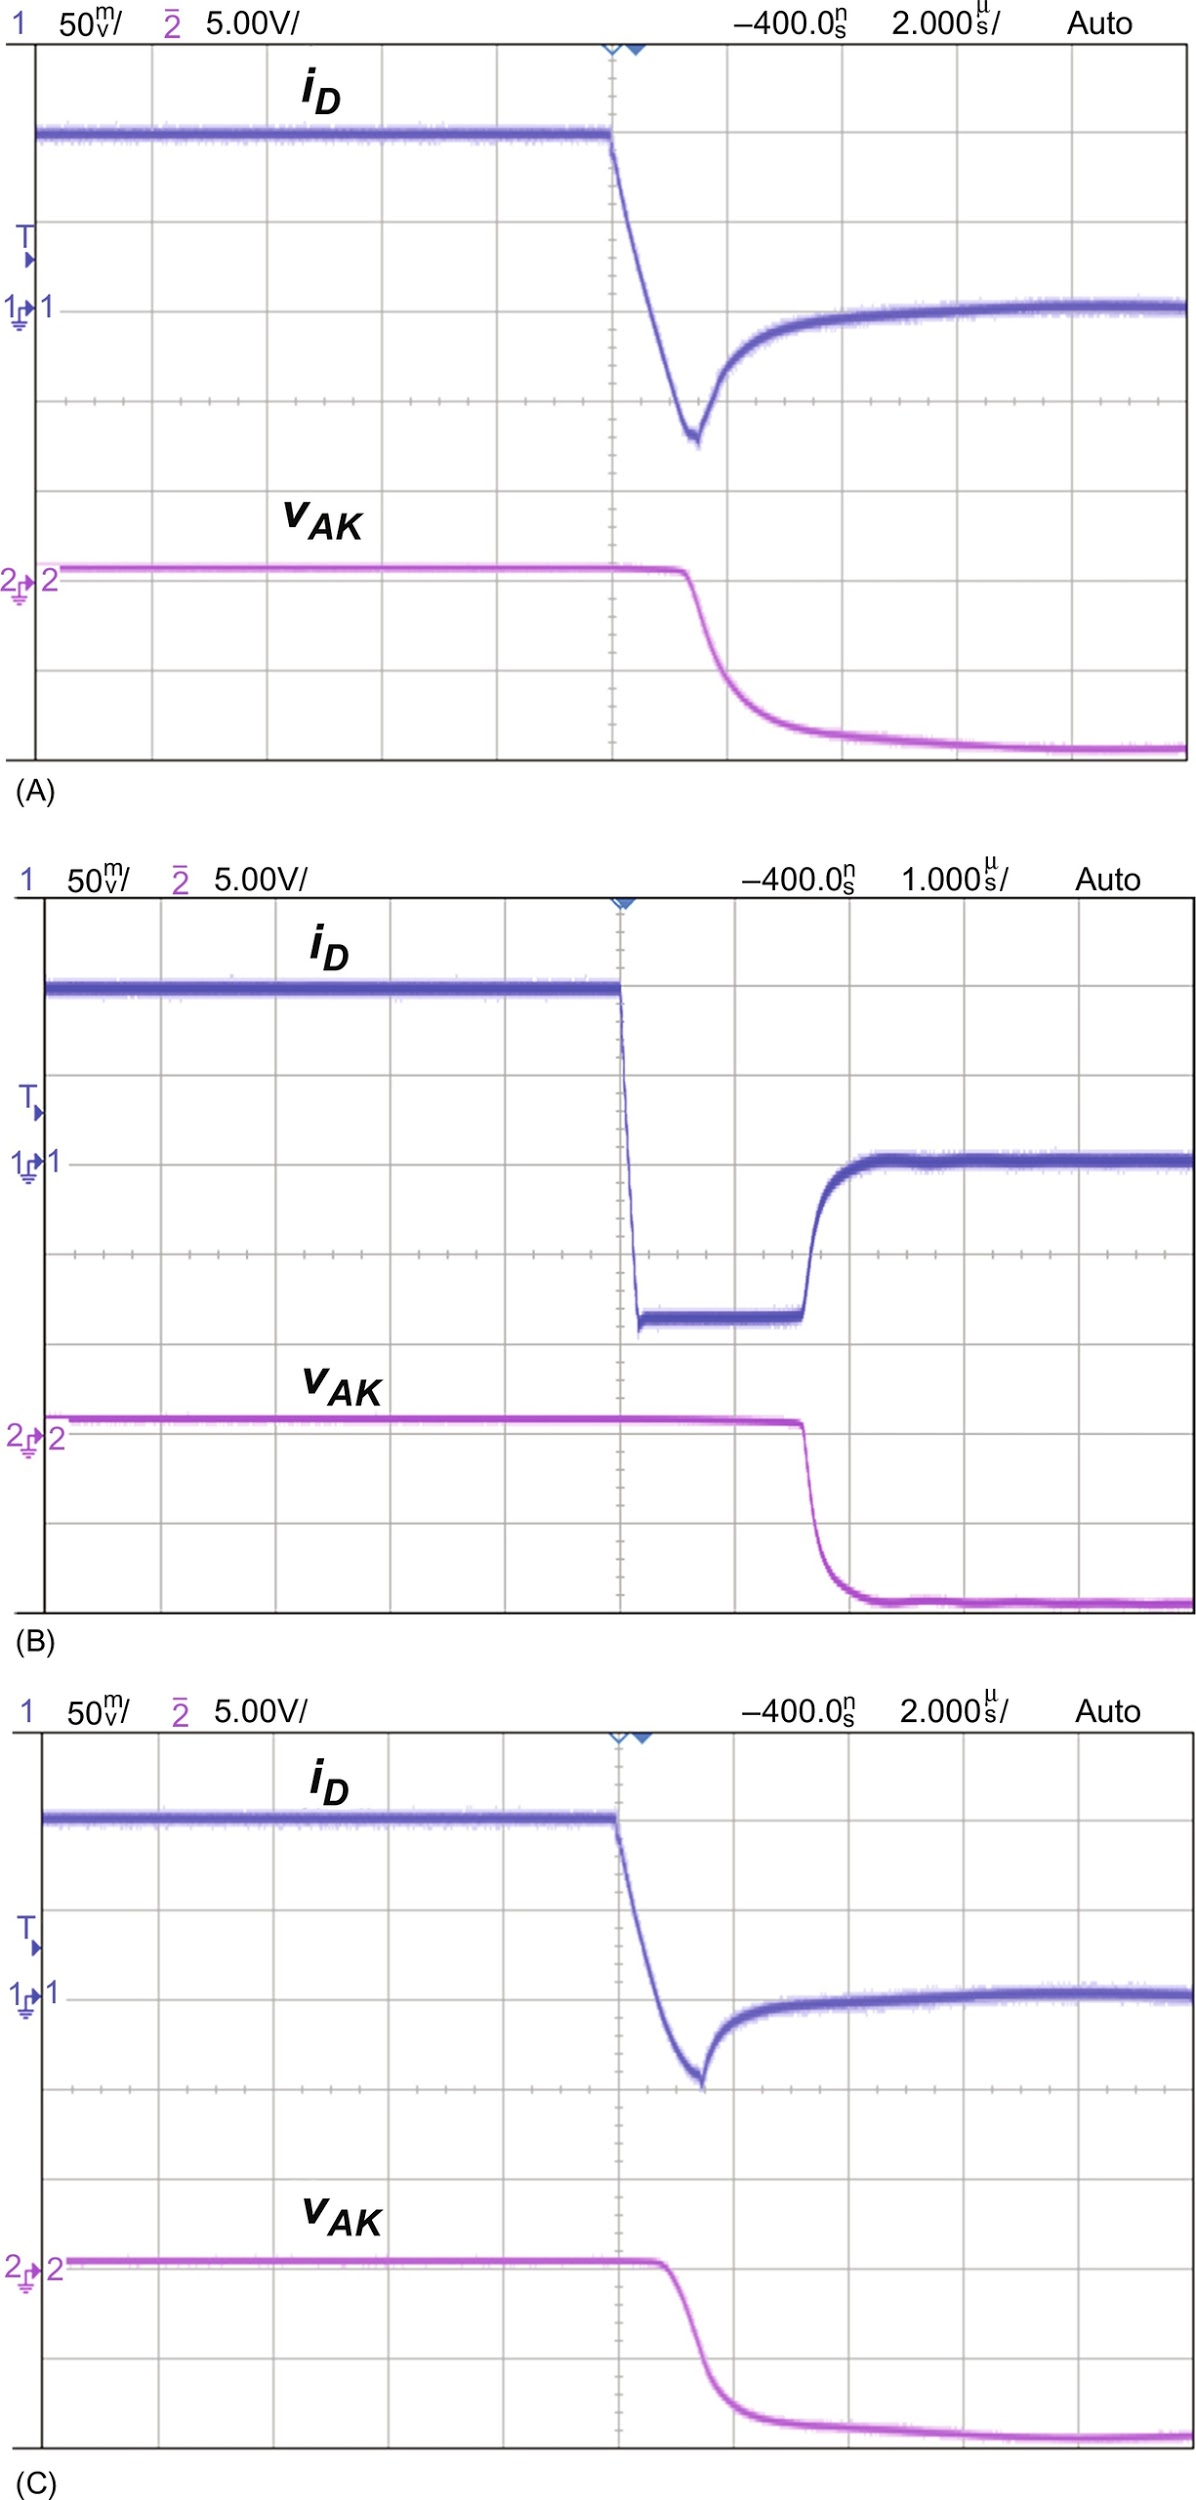 1 50mV/ 2̅ 5.00V/ –400.0ns 2.000μs/ Auto
iD
T
1 1
vAK
2 2
(A)
1 50mV/ 2̅ 5.00V/ –400.0ns 1.000μs/ Auto
iD
T
1 1
vAK
2 2
(B)
1 50mV/ 2̅ 5.00V/ –400.0ns 2.000μs/ Auto
iD
T
1 1
vAK
2 2
(C)